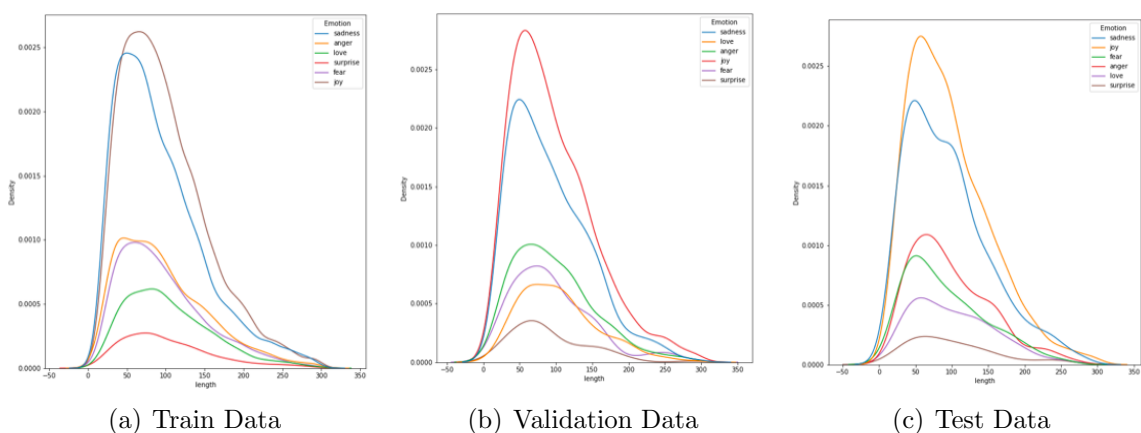 Emotion
sadness
anger
love
surprise
fear
joy
0.0025
0.0020
0.0015
0.0010
0.0005
0.0000
Density
-50 0 50 100 150 200 250 300 350
length
(a) Train Data
Emotion
sadness
love
anger
joy
fear
surprise
0.0025
0.0020
0.0015
0.0010
0.0005
0.0000
Density
-50 0 50 100 150 200 250 300 350
length
(b) Validation Data
Emotion
sadness
joy
fear
anger
love
surprise
0.0025
0.0020
0.0015
0.0010
0.0005
0.0000
Density
-50 0 50 100 150 200 250 300 350
length
(c) Test Data